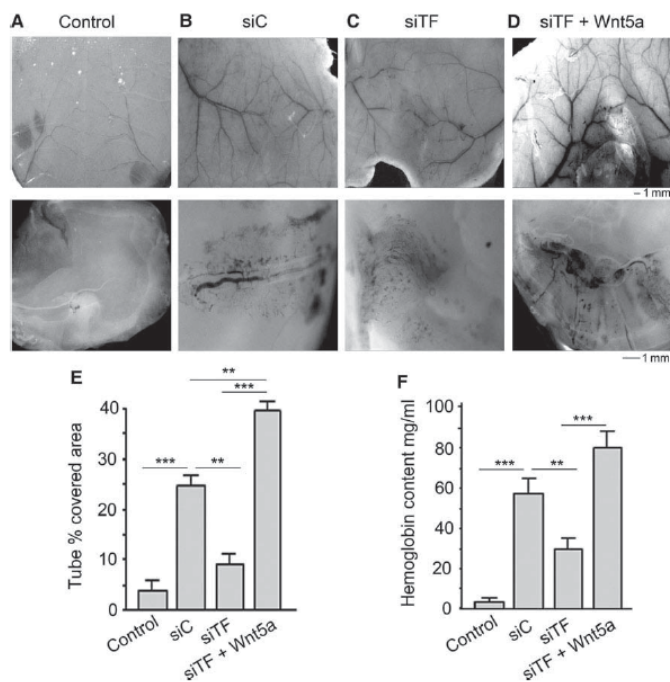 A Control B siC C siTF D siTF + Wnt5a
1 mm
1 mm
E
**
***
*** **
Tube % covered area
40
30
20
10
0
Control siC siTF siTF + Wnt5a
F
***
*** **
Hemoglobin content mg/ml
100
80
60
40
20
0
Control siC siTF siTF + Wnt5a